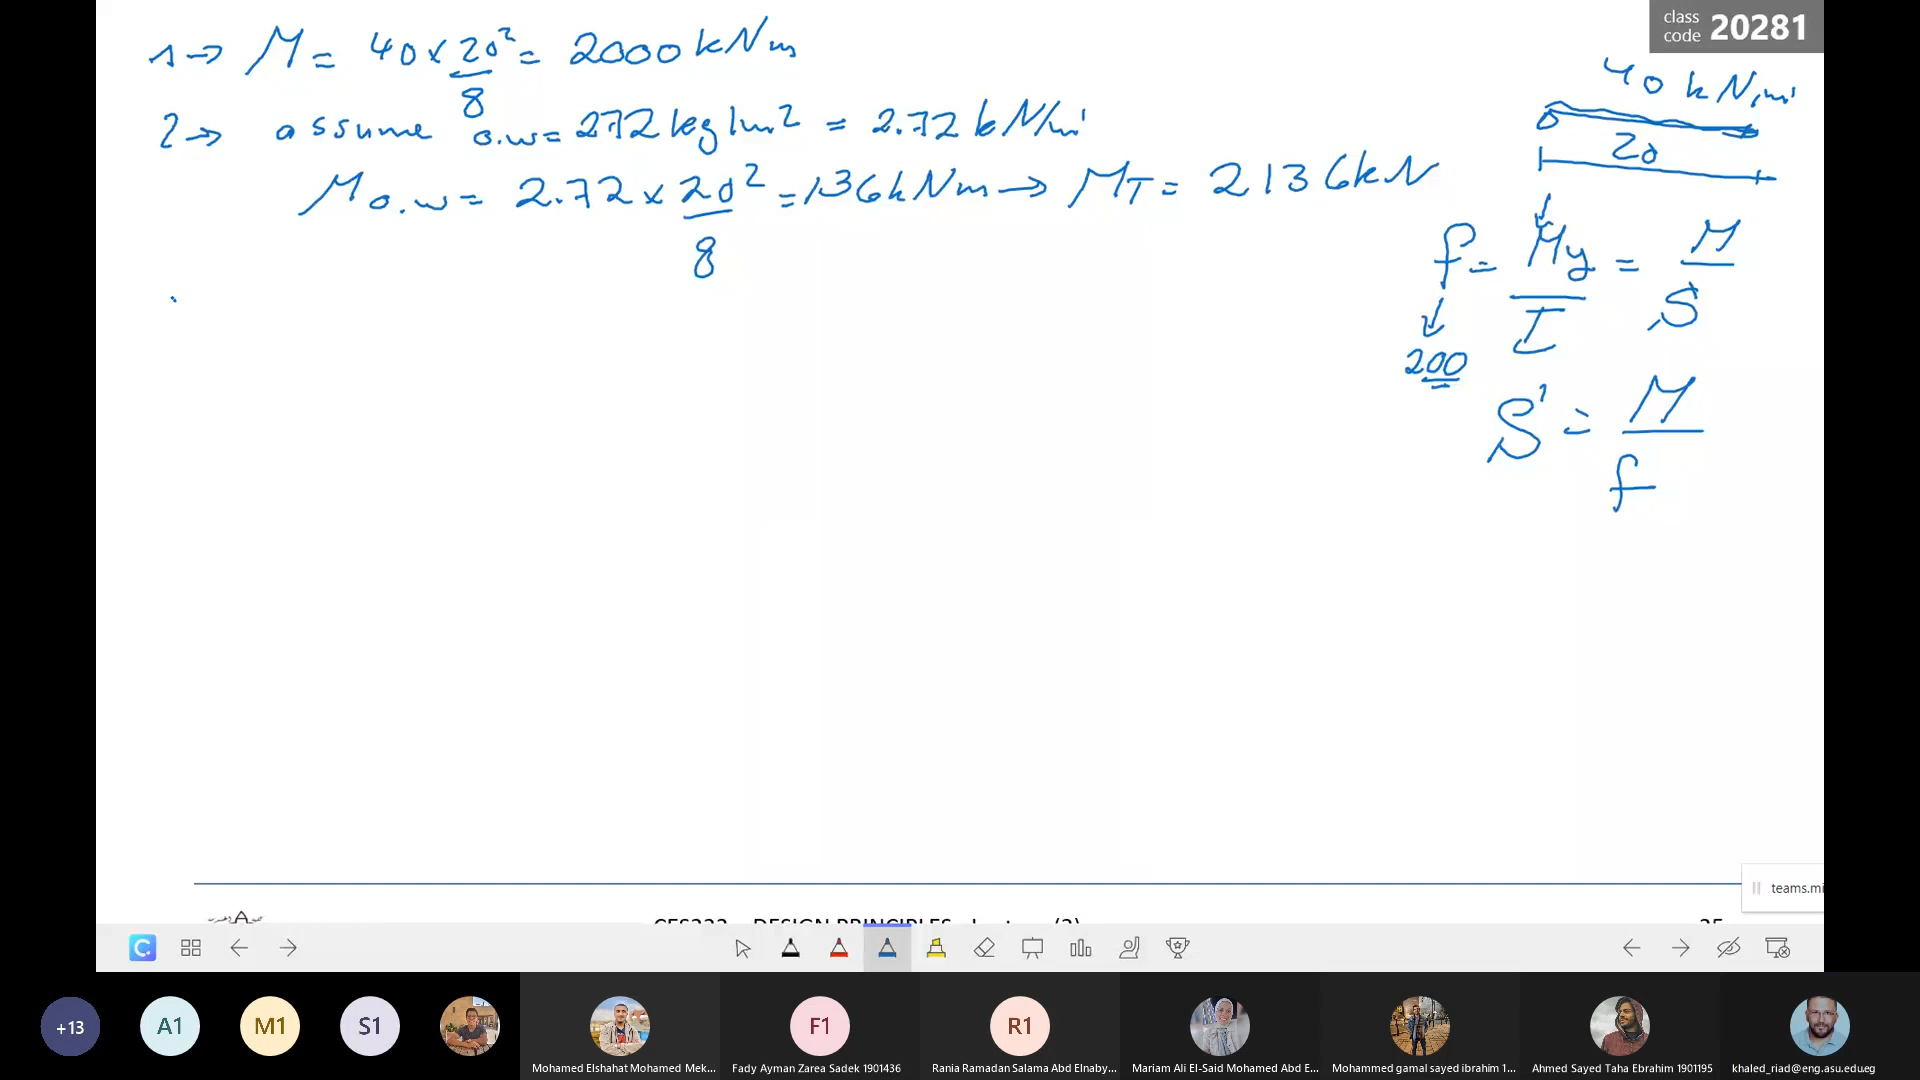 class code 20281
1→ M = 40×20²/8 = 2000 kNm
40 kN/m'
2→ assume o.w = 272 kg/m² = 2.72 kN/m'
20
M o.w = 2.72 × 20²/8 = 136 kNm → M_T = 2136 kN
f = My/I = M/S
200
S = M/f
teams.mi
25
C
+13
A1
M1
S1
F1
R1
Mohamed Elshahat Mohamed Mek...
Fady Ayman Zarea Sadek 1901436
Rania Ramadan Salama Abd Elnaby...
Mariam Ali El-Said Mohamed Abd E...
Mohammed gamal sayed ibrahim 1...
Ahmed Sayed Taha Ebrahim 1901195
khaled_riad@eng.asu.edu.eg